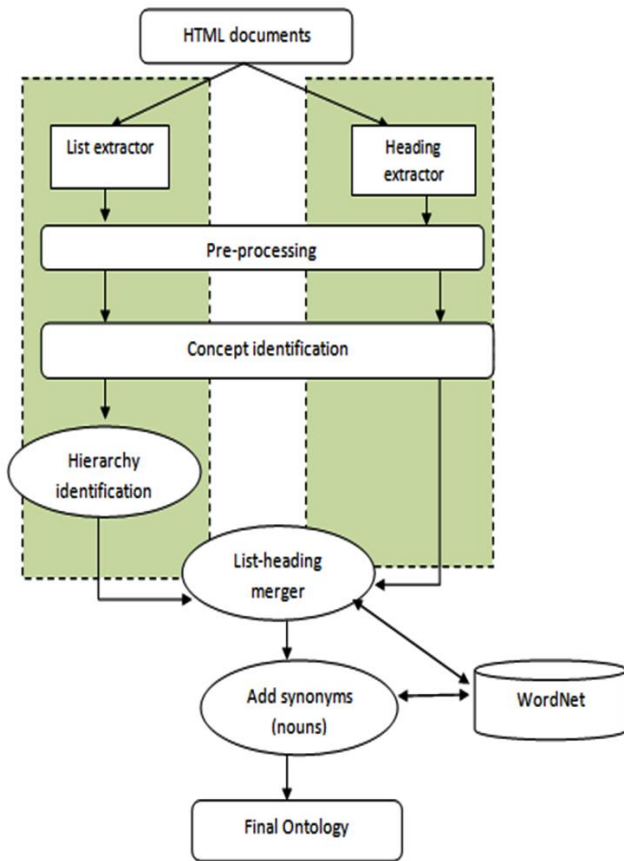 HTML documents
List extractor
Heading
extractor
Pre-processing
Concept identification
Hierarchy
identification
List-heading
merger
Add synonyms
(nouns)
WordNet
Final Ontology